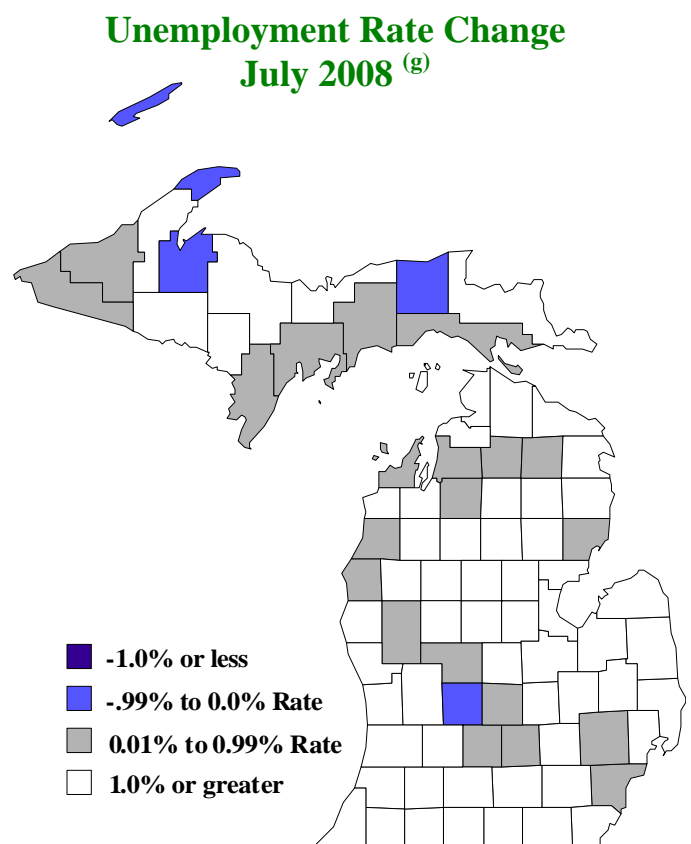 Unemployment Rate Change
July 2008 (g)
-1.0% or less
-.99% to 0.0% Rate
0.01% to 0.99% Rate
1.0% or greater